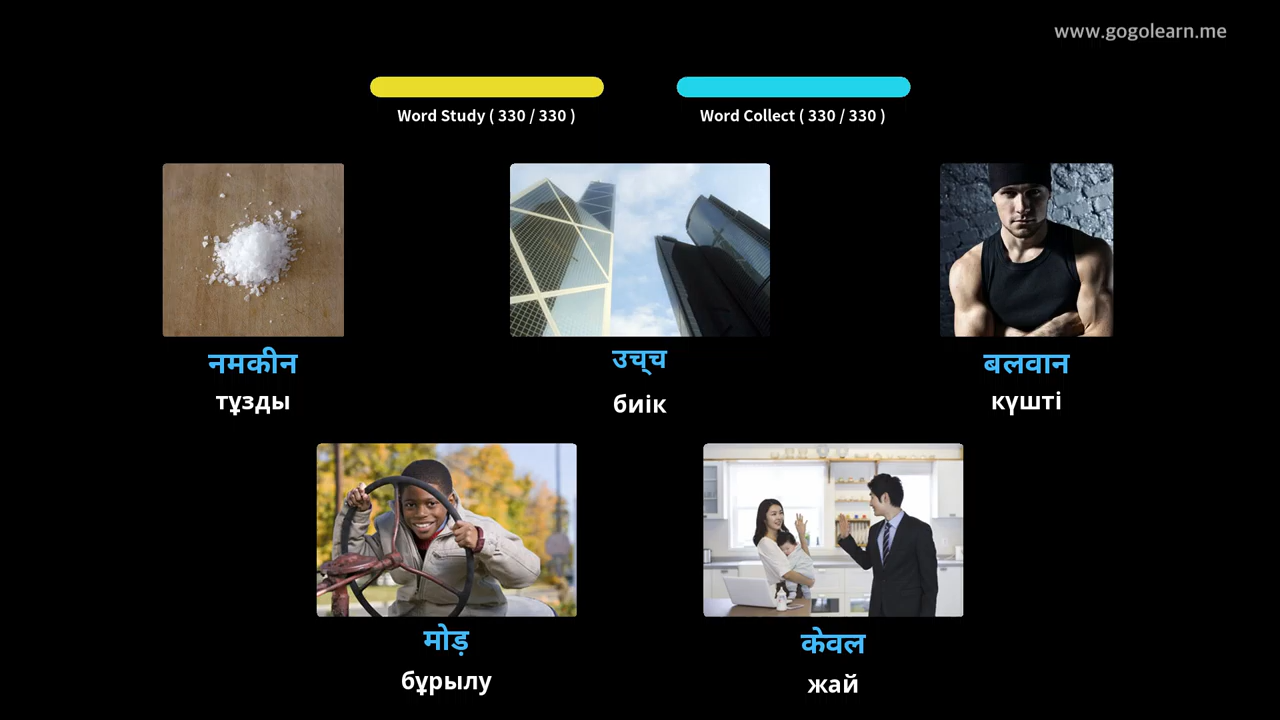 www.gogolearn.me
Word Study ( 330 / 330 )
Word Collect ( 330 / 330 )
नमकीन
उच्च
बलवान
тұзды
биік
күшті
मोड़
केवल
бұрылу
жай